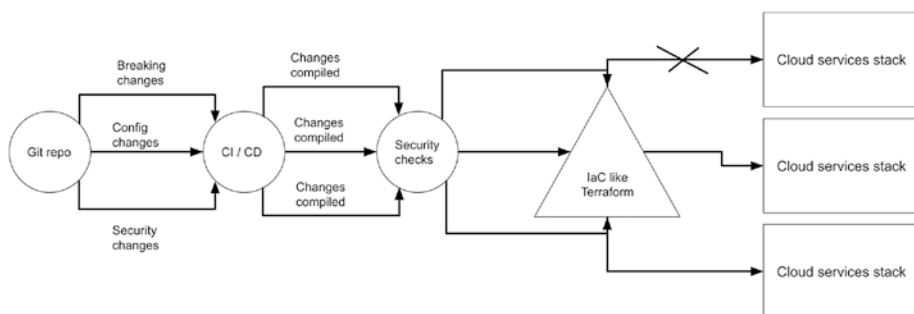 Breaking
changes
Changes
compiled
Cloud services stack
Git repo
Config
changes
CI / CD
Changes
compiled
Security
checks
IaC like
Terraform
Cloud services stack
Security
changes
Changes
compiled
Cloud services stack